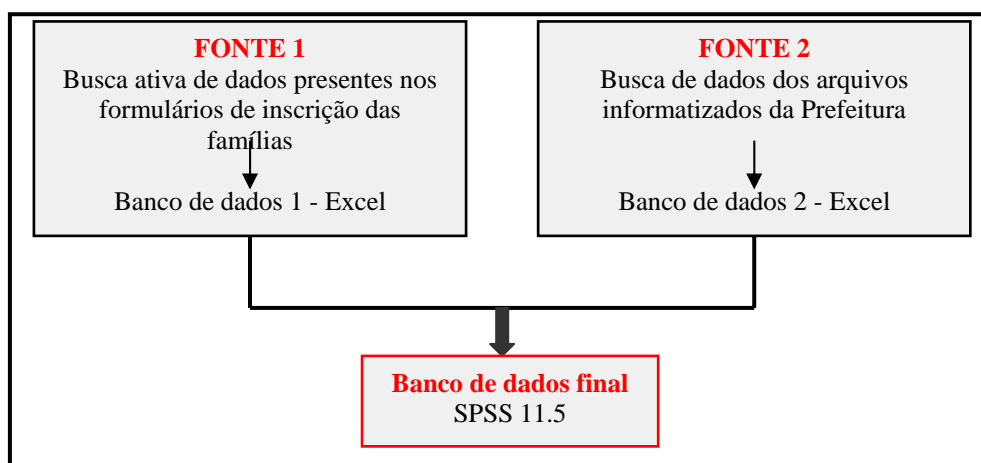 FONTE 1
Busca ativa de dados presentes nos
formulários de inscrição das
famílias
Banco de dados 1 - Excel
FONTE 2
Busca de dados dos arquivos
informatizados da Prefeitura
Banco de dados 2 - Excel
Banco de dados final
SPSS 11.5